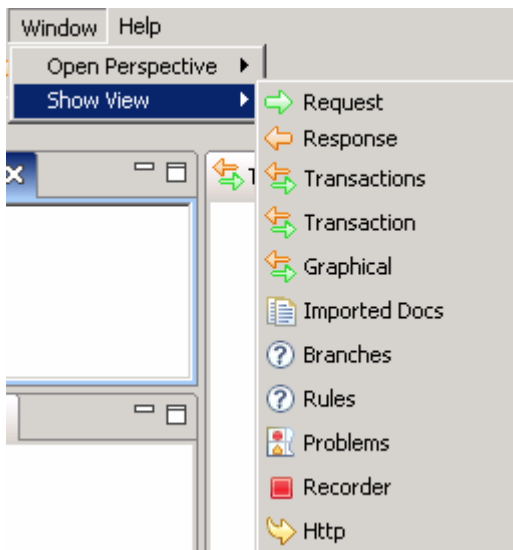 Window Help
Open Perspective
Show View
Request
Response
Transactions
Transaction
Graphical
Imported Docs
Branches
Rules
Problems
Recorder
Http